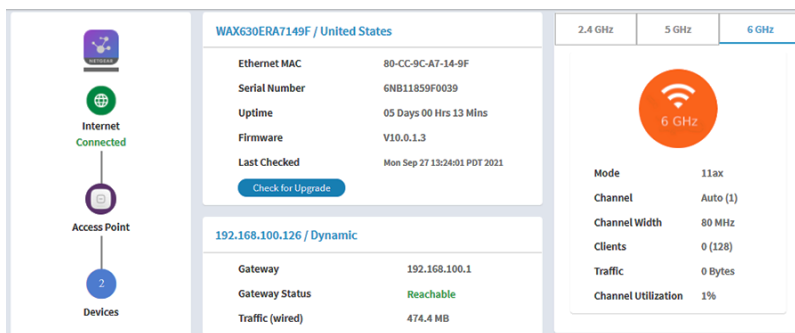 NETGEAR
Internet
Connected
Access Point
2
Devices
WAX630ERA7149F / United States
Ethernet MAC 80-CC-9C-A7-14-9F
Serial Number 6NB11859F0039
Uptime 05 Days 00 Hrs 13 Mins
Firmware V10.0.1.3
Last Checked Mon Sep 27 13:24:01 PDT 2021
Check for Upgrade
192.168.100.126 / Dynamic
Gateway 192.168.100.1
Gateway Status Reachable
Traffic (wired) 474.4 MB
2.4 GHz 5 GHz 6 GHz
6 GHz
Mode 11ax
Channel Auto (1)
Channel Width 80 MHz
Clients 0 (128)
Traffic 0 Bytes
Channel Utilization 1%